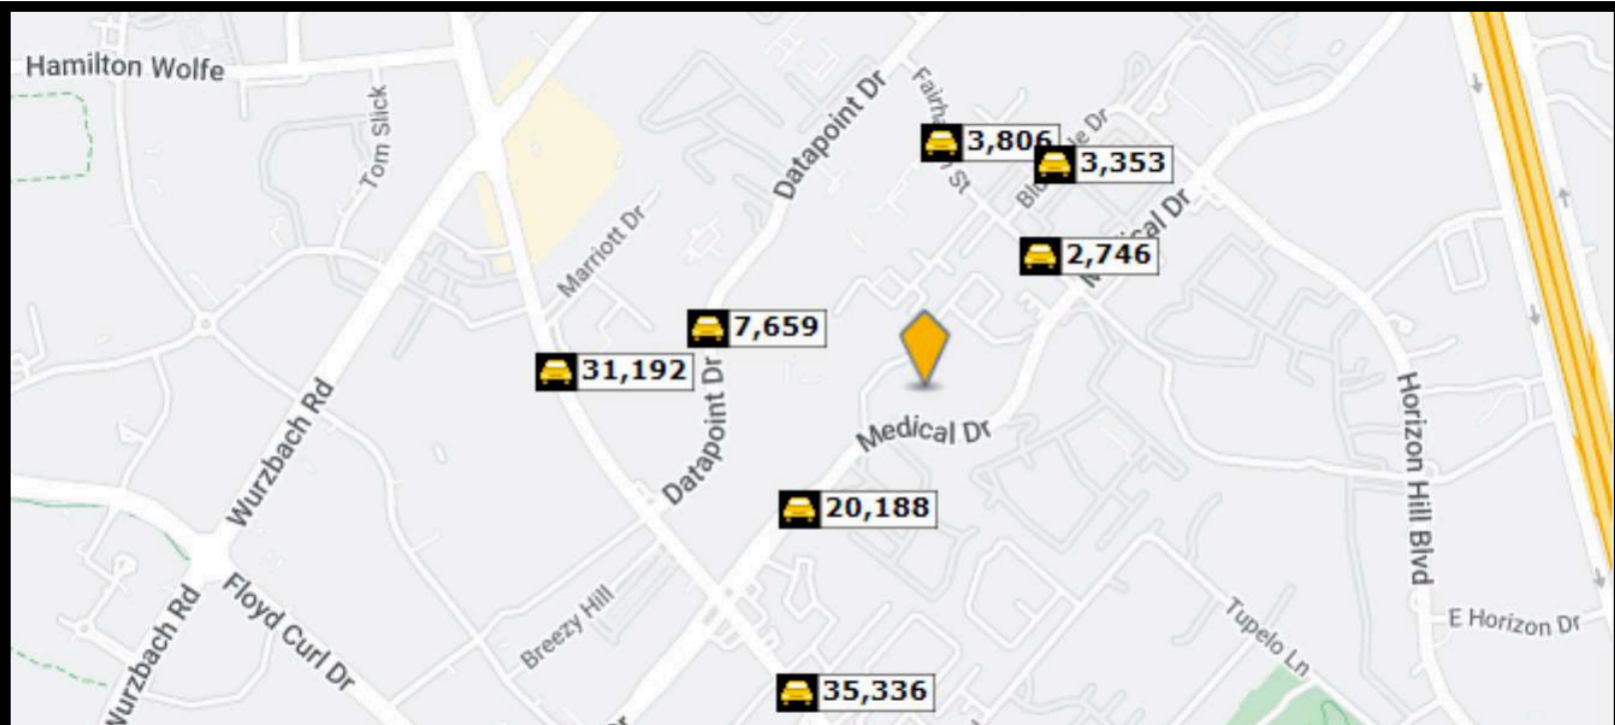 Hamilton Wolfe
Tom Slick
Datapoint Dr
3,806
3,353
Marriott Dr
St
Dr
2,746
7,659
31,192
Wurzbach Rd
Datapoint Dr
Medical Dr
Horizon Hill Blvd
20,188
Wurzbach Rd
Floyd Curl Dr
Breezy Hill
Tupelo Ln
E Horizon Dr
35,336